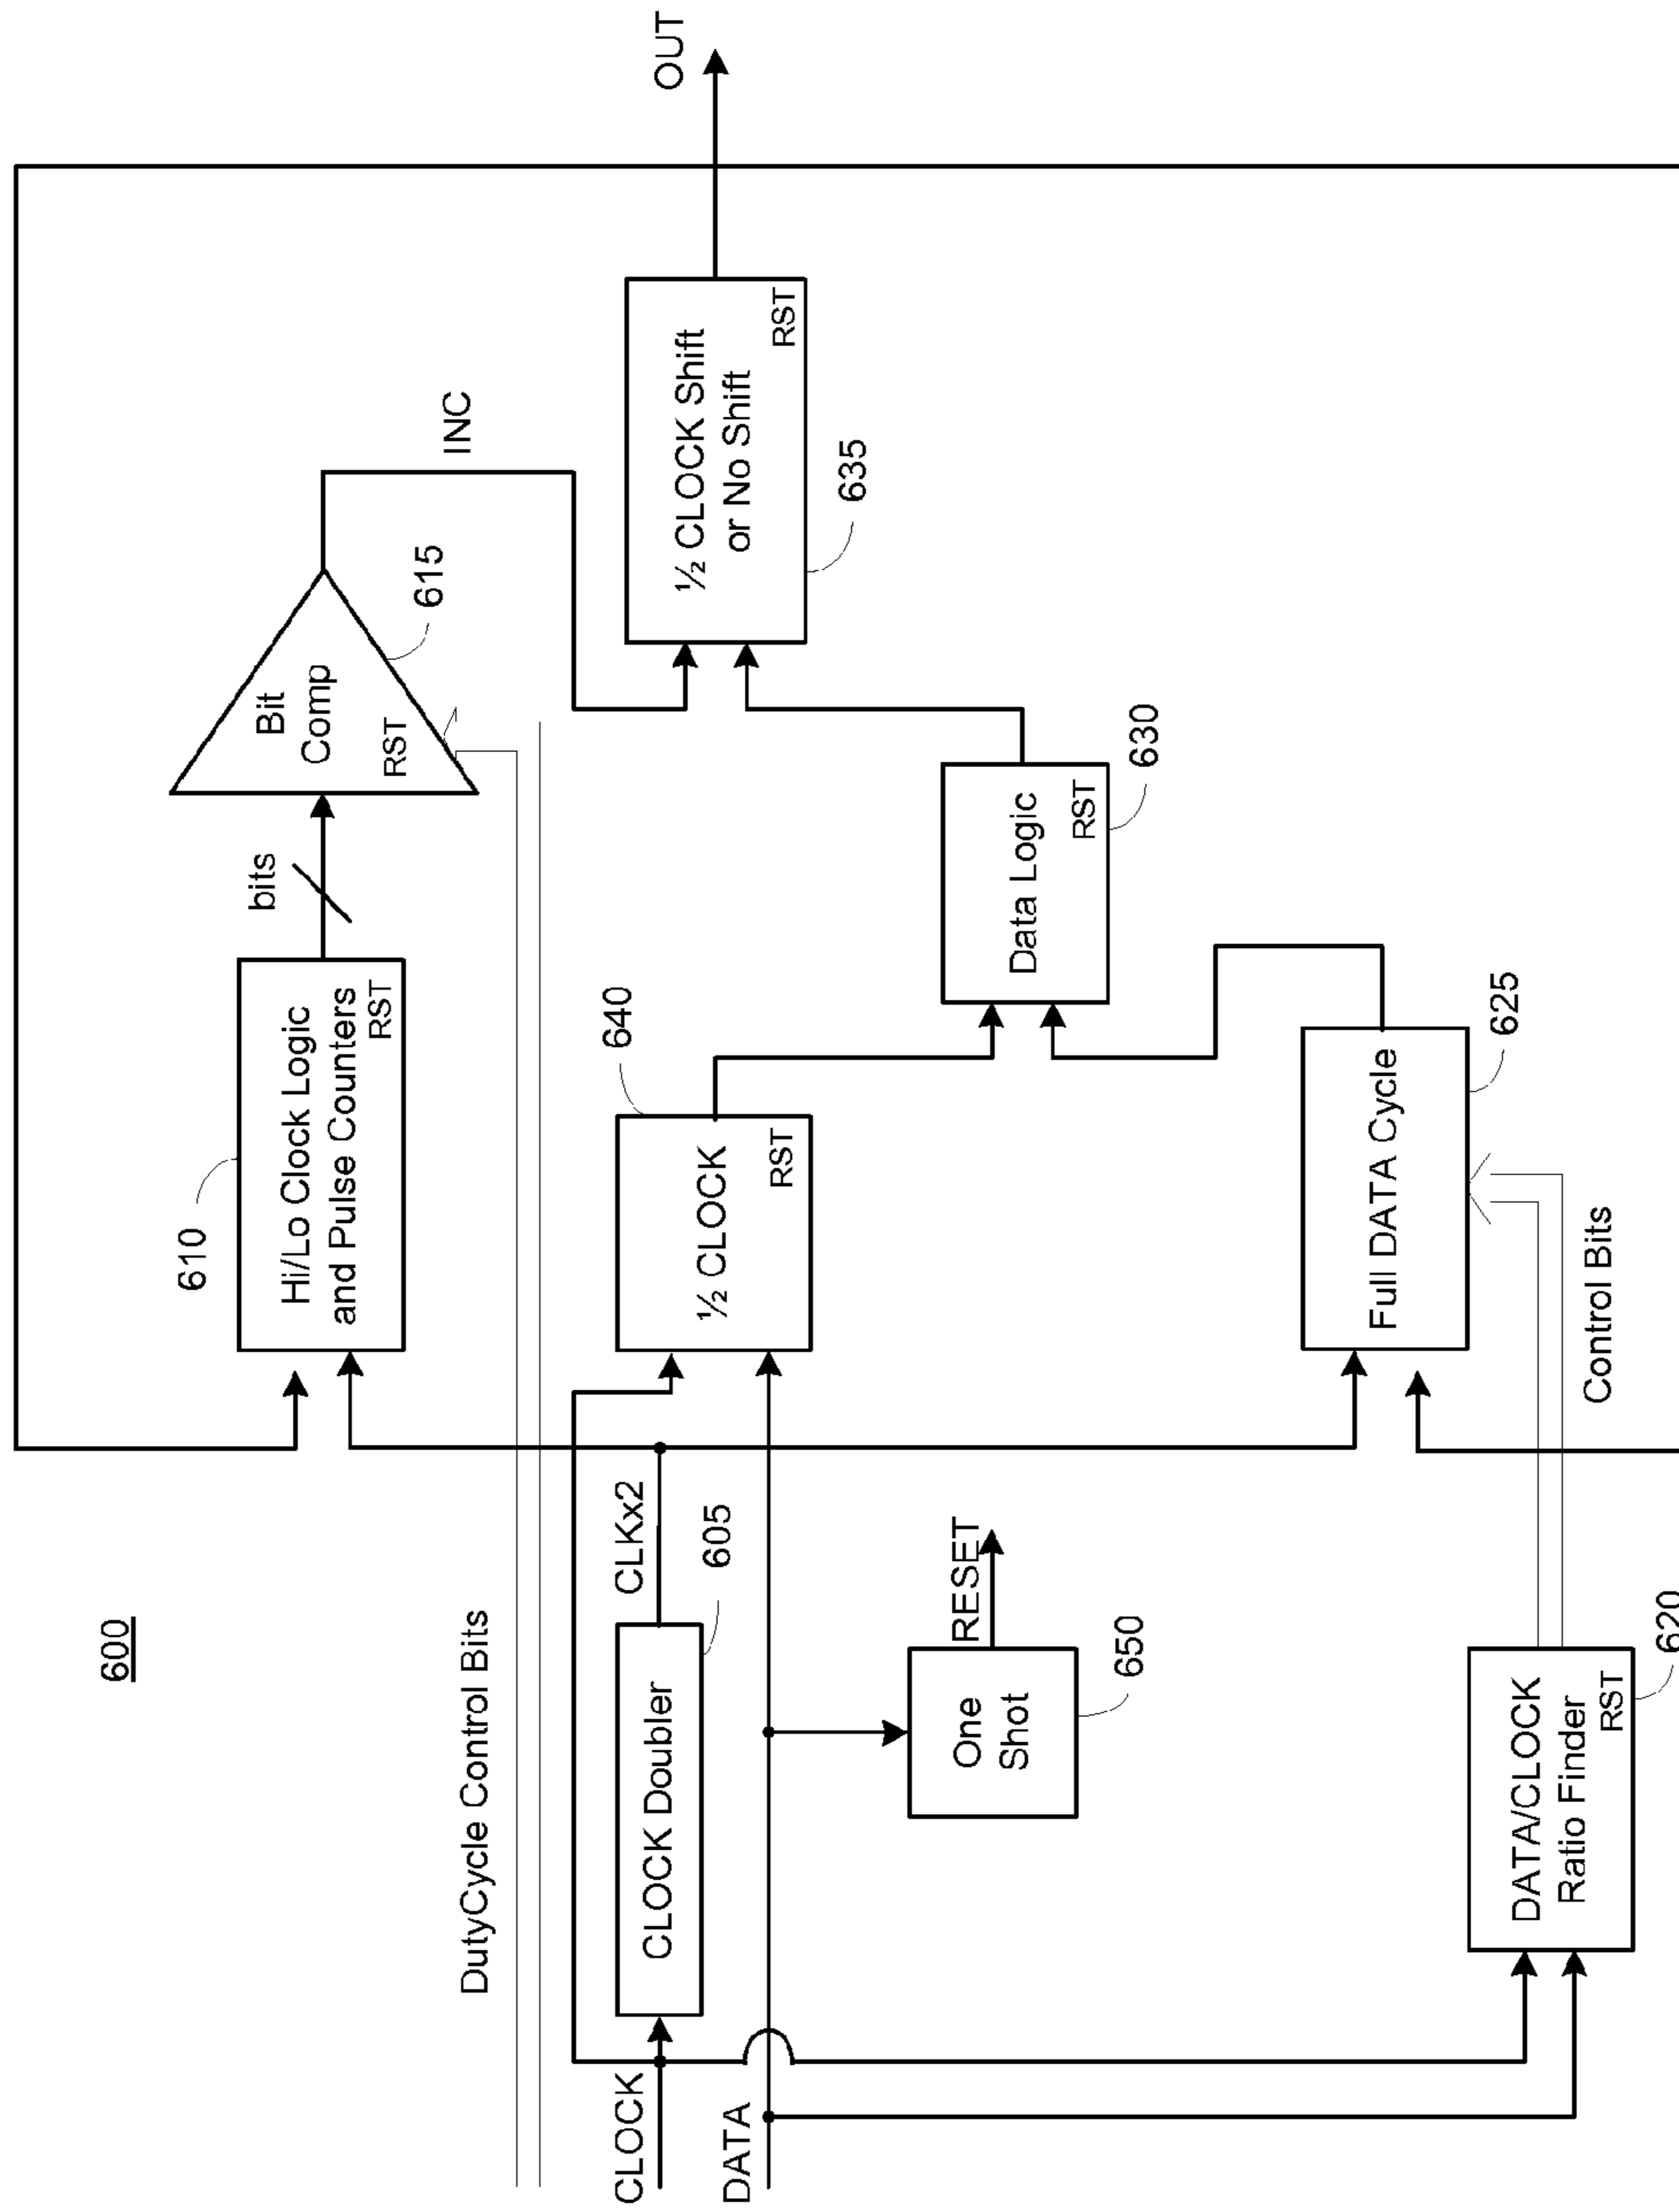 600
610
Hi/Lo Clock Logic
and Pulse Counters
RST
bits
Bit
Comp
RST
615
INC
DutyCycle Control Bits
CLOCK
CLOCK Doubler
605
CLKx2
640
½ CLOCK
RST
½ CLOCK Shift
or No Shift
RST
635
OUT
DATA
One
Shot
650
RESET
Data Logic
RST
630
DATA/CLOCK
Ratio Finder
RST
620
Full DATA Cycle
625
Control Bits